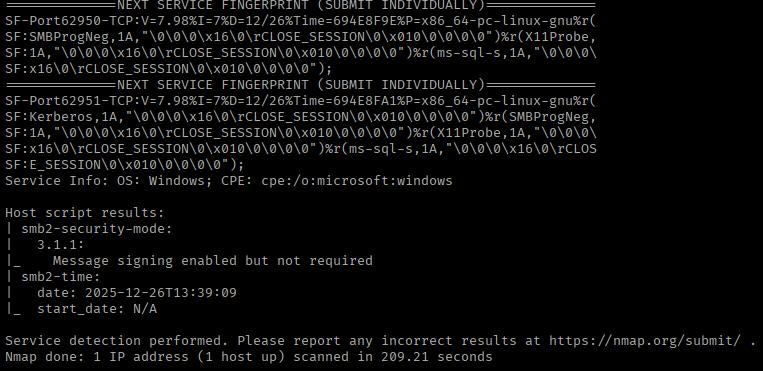 ==============NEXT SERVICE FINGERPRINT (SUBMIT INDIVIDUALLY)==============
SF-Port62950-TCP:V=7.98%I=7%D=12/26%Time=694E8F9E%P=x86_64-pc-linux-gnu%r(
SF:SMBProgNeg,1A,"\0\0\0\x16\0\rCLOSE_SESSION\0\x010\0\0\0\0")%r(X11Probe,
SF:1A,"\0\0\0\x16\0\rCLOSE_SESSION\0\x010\0\0\0\0")%r(ms-sql-s,1A,"\0\0\0\
SF:x16\0\rCLOSE_SESSION\0\x010\0\0\0\0");
==============NEXT SERVICE FINGERPRINT (SUBMIT INDIVIDUALLY)==============
SF-Port62951-TCP:V=7.98%I=7%D=12/26%Time=694E8FA1%P=x86_64-pc-linux-gnu%r(
SF:Kerberos,1A,"\0\0\0\x16\0\rCLOSE_SESSION\0\x010\0\0\0\0")%r(SMBProgNeg,
SF:1A,"\0\0\0\x16\0\rCLOSE_SESSION\0\x010\0\0\0\0")%r(X11Probe,1A,"\0\0\0\
SF:x16\0\rCLOSE_SESSION\0\x010\0\0\0\0")%r(ms-sql-s,1A,"\0\0\0\x16\0\rCLOS
SF:E_SESSION\0\x010\0\0\0\0");
Service Info: OS: Windows; CPE: cpe:/o:microsoft:windows
Host script results:
| smb2-security-mode:
|   3.1.1:
|_    Message signing enabled but not required
| smb2-time:
|   date: 2025-12-26T13:39:09
|_  start_date: N/A
Service detection performed. Please report any incorrect results at https://nmap.org/submit/ .
Nmap done: 1 IP address (1 host up) scanned in 209.21 seconds